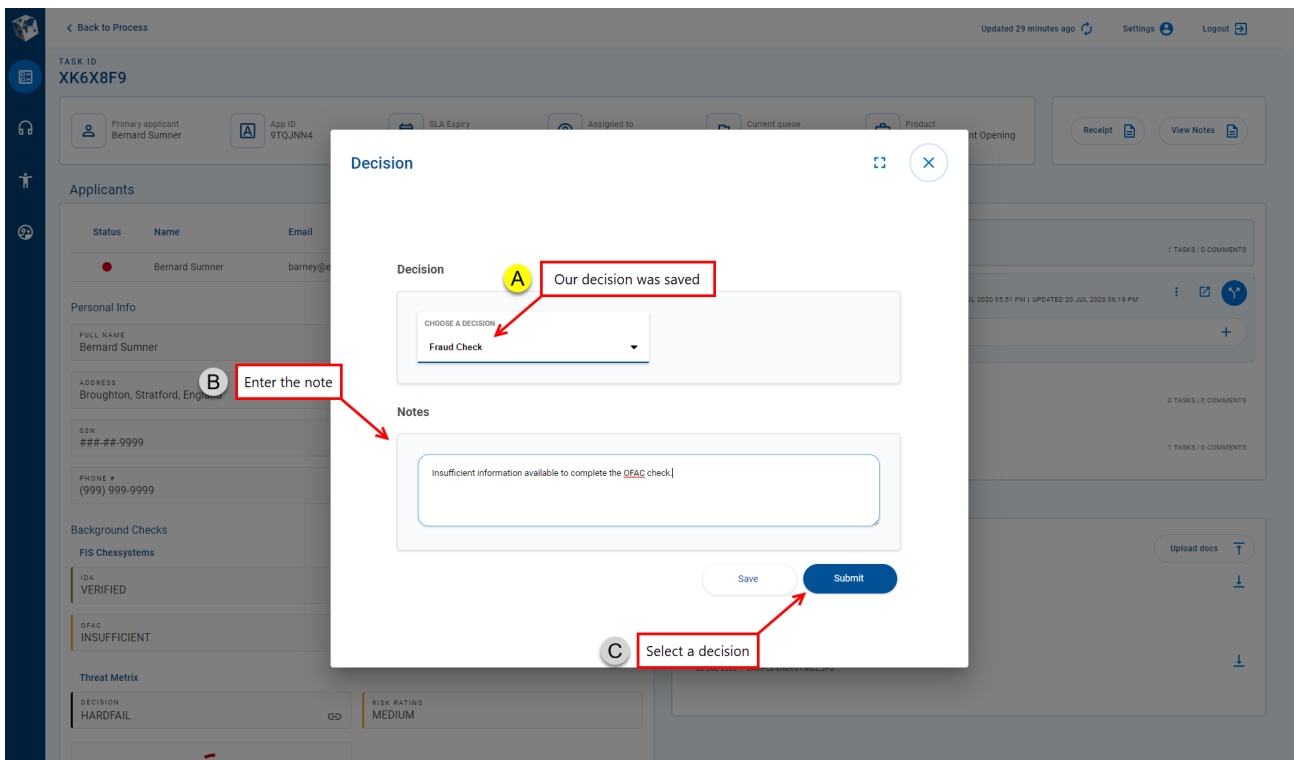 Back to Process
Updated 29 minutes ago
Settings
Logout
TASK ID
XK6X8F9
Primary applicant
Bernard Sumner
App ID
9TQJNN4
SLA Expiry
Assigned to
Current queue
Product
nt Opening
Receipt
View Notes
Applicants
Status Name Email
Bernard Sumner barney@e
Personal Info
FULL NAME
Bernard Sumner
ADDRESS
Broughton, Stratford, England
SSN
###-##-9999
PHONE #
(999) 999-9999
Background Checks
FIS Chexsystems
IDA
VERIFIED
OFAC
INSUFFICIENT
Threat Metrix
DECISION
HARDFAIL
RISK RATING
MEDIUM
Decision
Decision
A
Our decision was saved
CHOOSE A DECISION
Fraud Check
B
Enter the note
Notes
Insufficient information available to complete the OFAC check.
Save
Submit
C
Select a decision
1 TASKS | 0 COMMENTS
2020 05:51 PM | UPDATED 20 JUL 2020 06:19 PM
0 TASKS | 0 COMMENTS
1 TASKS | 0 COMMENTS
Upload docs